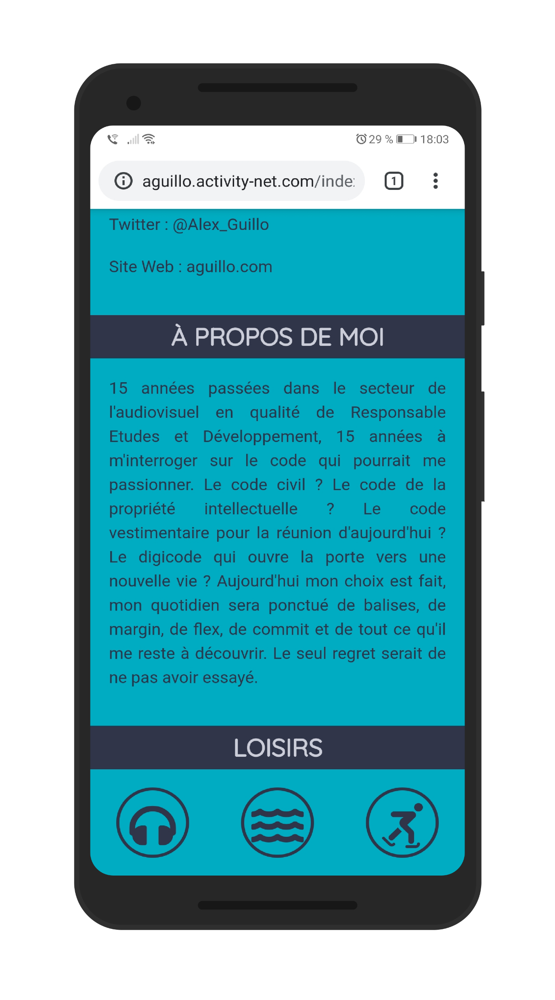 29 % 18:03
aguillo.activity-net.com/inde
1
Twitter : @Alex_Guillo
Site Web : aguillo.com
À PROPOS DE MOI
15 années passées dans le secteur de
l'audiovisuel en qualité de Responsable
Etudes et Développement, 15 années à
m'interroger sur le code qui pourrait me
passionner. Le code civil ? Le code de la
propriété intellectuelle ? Le code
vestimentaire pour la réunion d'aujourd'hui ?
Le digicode qui ouvre la porte vers une
nouvelle vie ? Aujourd'hui mon choix est fait,
mon quotidien sera ponctué de balises, de
margin, de flex, de commit et de tout ce qu'il
me reste à découvrir. Le seul regret serait de
ne pas avoir essayé.
LOISIRS